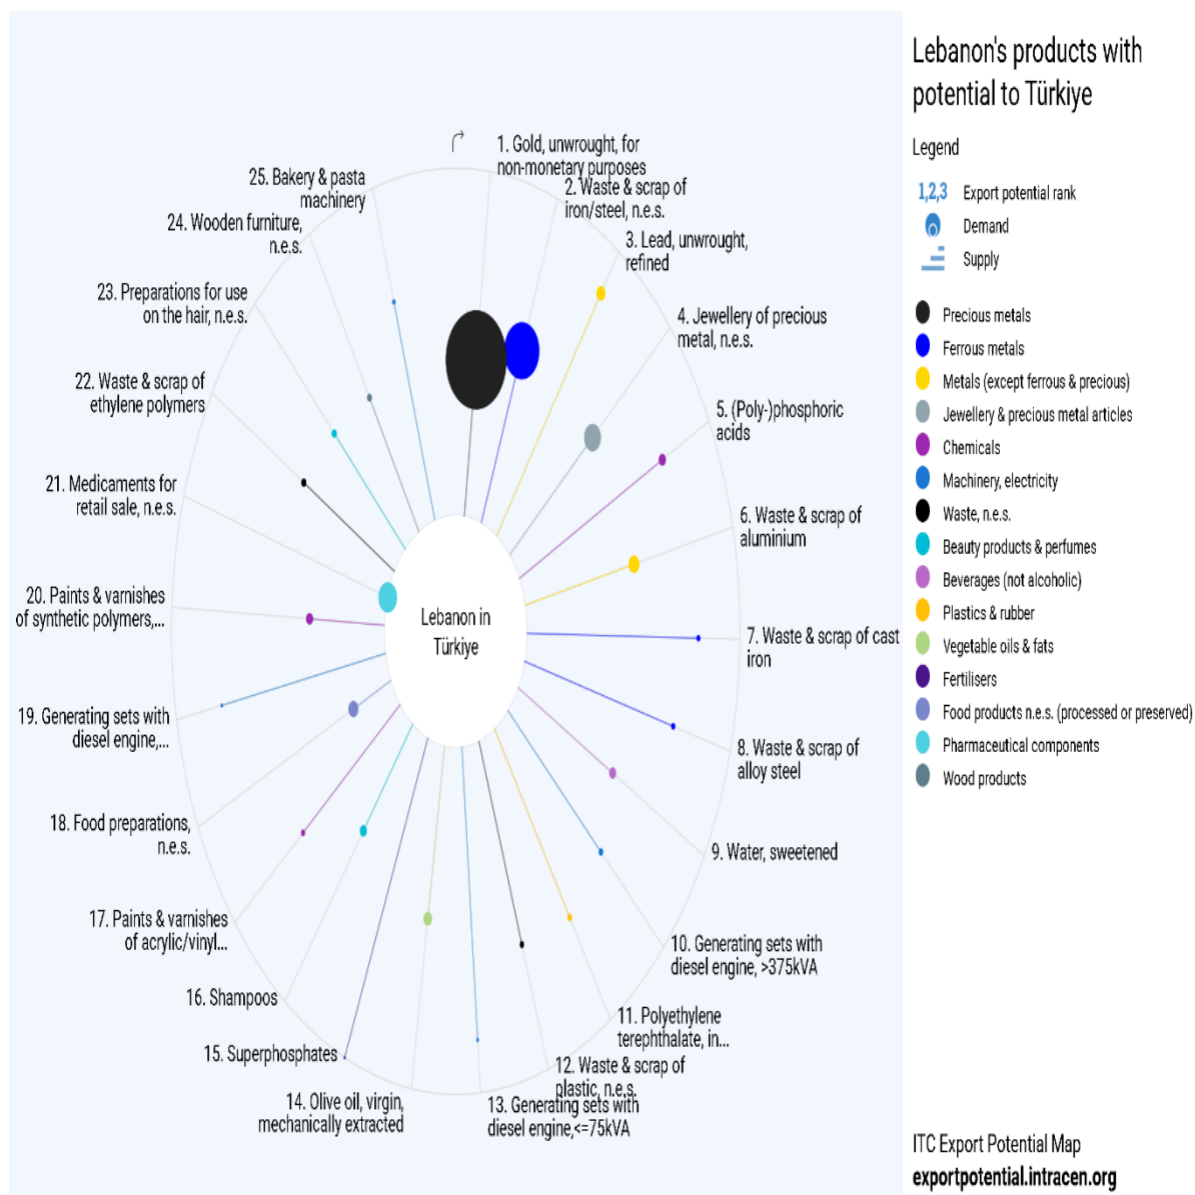 Lebanon's products with
potential to Türkiye
Legend
1,2,3 Export potential rank
Demand
Supply
Precious metals
Ferrous metals
Metals (except ferrous & precious)
Jewellery & precious metal articles
Chemicals
Machinery, electricity
Waste, n.e.s.
Beauty products & perfumes
Beverages (not alcoholic)
Plastics & rubber
Vegetable oils & fats
Fertilisers
Food products n.e.s. (processed or preserved)
Pharmaceutical components
Wood products
1. Gold, unwrought, for
non-monetary purposes
2. Waste & scrap of
iron/steel, n.e.s.
3. Lead, unwrought,
refined
4. Jewellery of precious
metal, n.e.s.
5. (Poly-)phosphoric
acids
6. Waste & scrap of
aluminium
7. Waste & scrap of cast
iron
8. Waste & scrap of
alloy steel
9. Water, sweetened
10. Generating sets with
diesel engine, >375kVA
11. Polyethylene
terephthalate, in...
12. Waste & scrap of
plastic, n.e.s.
13. Generating sets with
diesel engine,<=75kVA
14. Olive oil, virgin,
mechanically extracted
15. Superphosphates
16. Shampoos
17. Paints & varnishes
of acrylic/vinyl...
18. Food preparations,
n.e.s.
19. Generating sets with
diesel engine,...
20. Paints & varnishes
of synthetic polymers,...
21. Medicaments for
retail sale, n.e.s.
22. Waste & scrap of
ethylene polymers
23. Preparations for use
on the hair, n.e.s.
24. Wooden furniture,
n.e.s.
25. Bakery & pasta
machinery
Lebanon in
Türkiye
ITC Export Potential Map
exportpotential.intracen.org